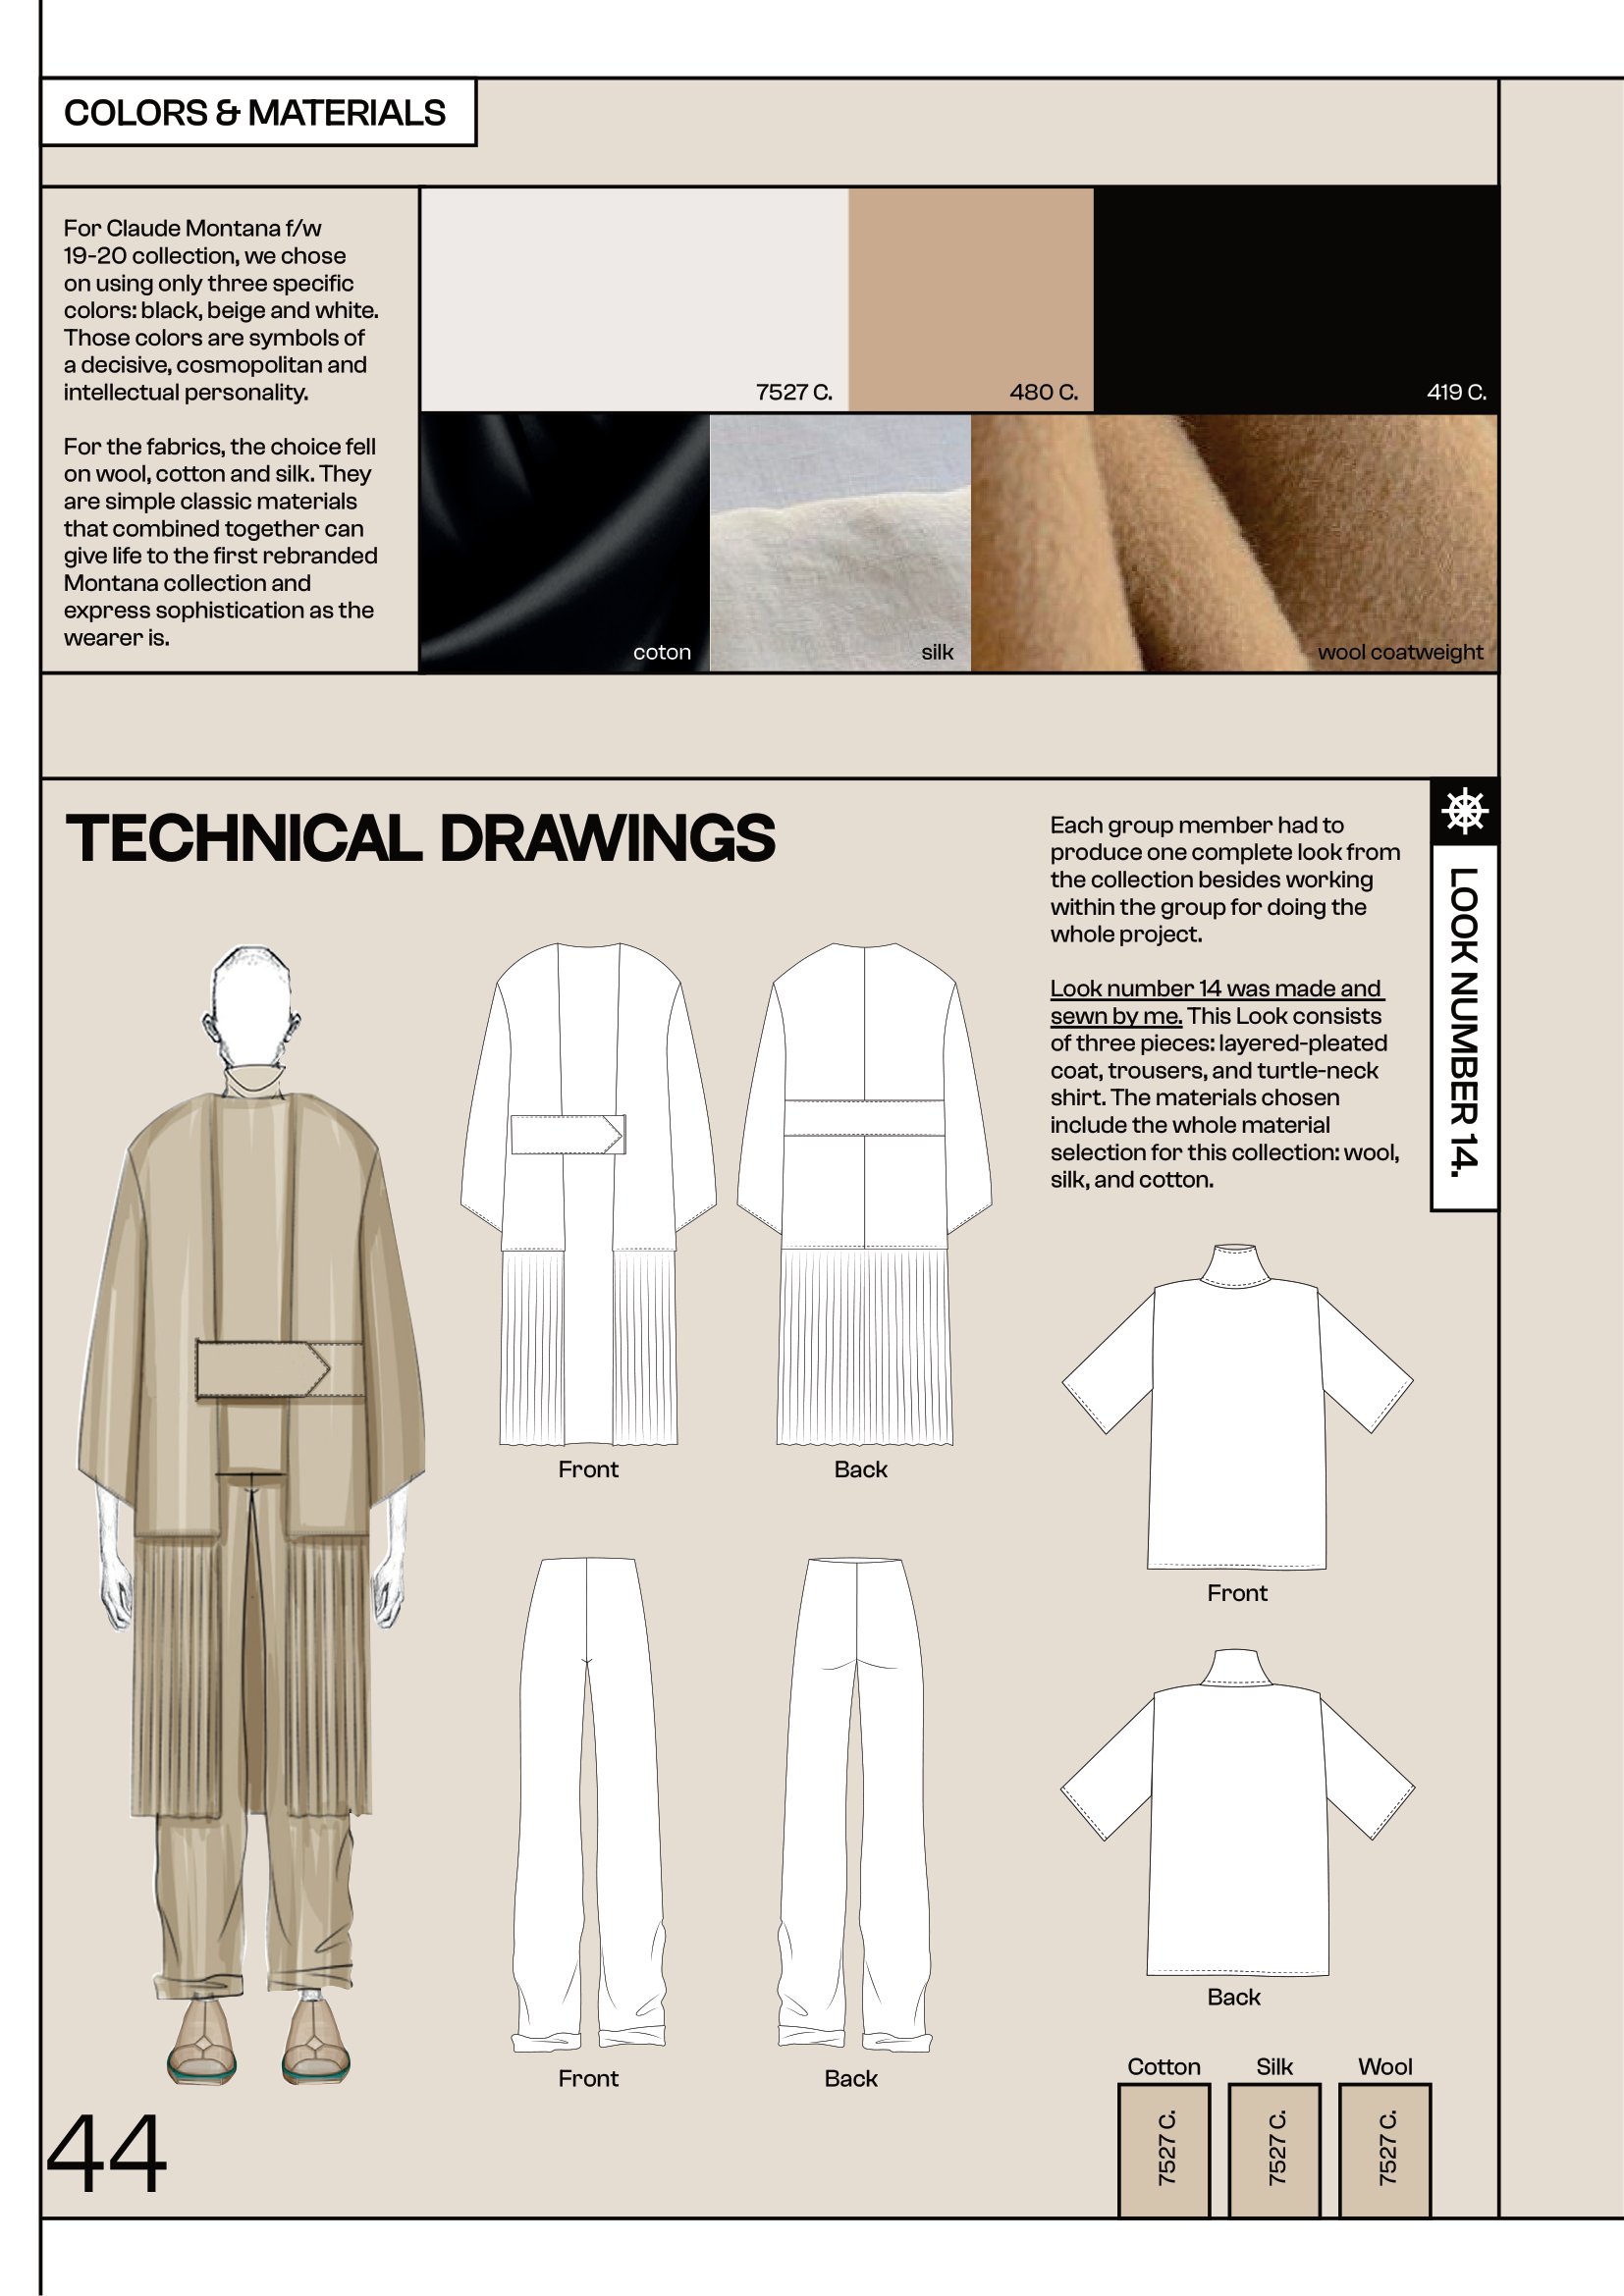 COLORS & MATERIALS
For Claude Montana f/w
19-20 collection, we chose
on using only three specific
colors: black, beige and white.
Those colors are symbols of
a decisive, cosmopolitan and
intellectual personality.
For the fabrics, the choice fell
on wool, cotton and silk. They
are simple classic materials
that combined together can
give life to the first rebranded
Montana collection and
express sophistication as the
wearer is.
7527 C.
480 C.
419 C.
coton
silk
wool coatweight
TECHNICAL DRAWINGS
Each group member had to
produce one complete look from
the collection besides working
within the group for doing the
whole project.
Look number 14 was made and
sewn by me. This Look consists
of three pieces: layered-pleated
coat, trousers, and turtle-neck
shirt. The materials chosen
include the whole material
selection for this collection: wool,
silk, and cotton.
LOOK NUMBER 14.
Front
Back
Front
Back
Front
Back
Cotton
Silk
Wool
7527 C.
7527 C.
7527 C.
44